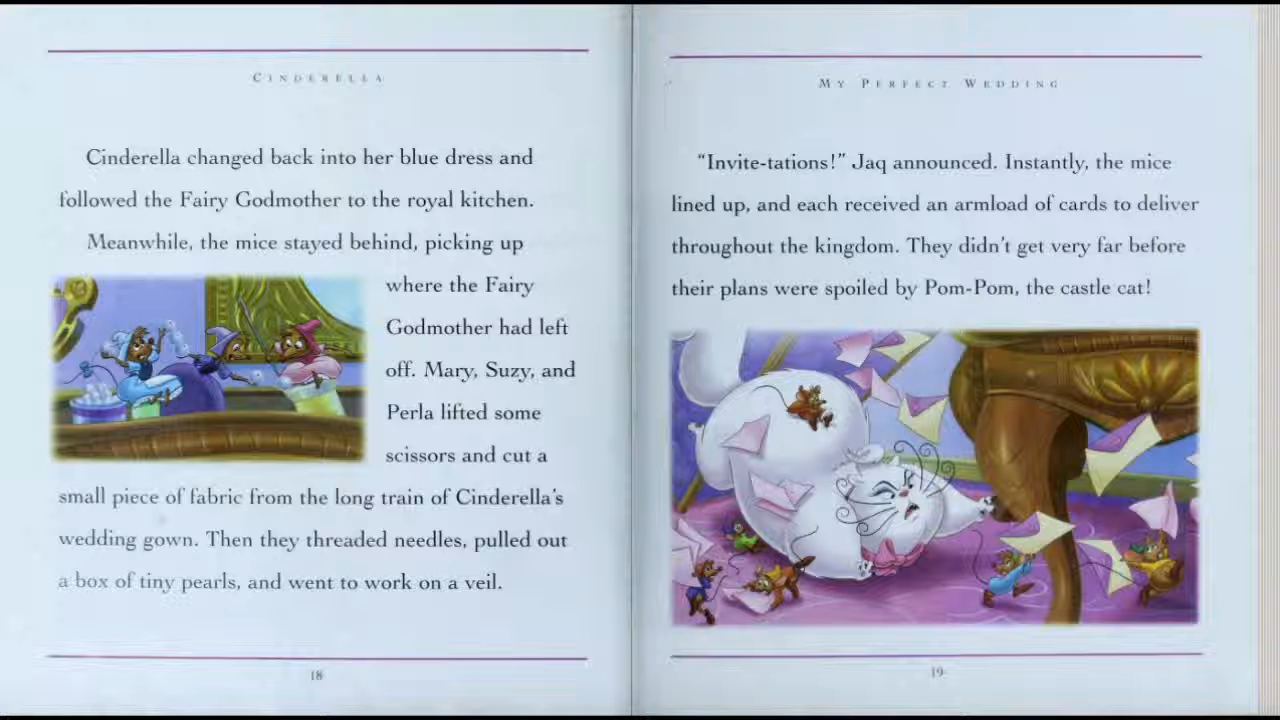 CINDERELLA
Cinderella changed back into her blue dress and
followed the Fairy Godmother to the royal kitchen.
Meanwhile, the mice stayed behind, picking up
where the Fairy
Godmother had left
off. Mary, Suzy, and
Perla lifted some
scissors and cut a
small piece of fabric from the long train of Cinderella's
wedding gown. Then they threaded needles, pulled out
a box of tiny pearls, and went to work on a veil.
18
MY PERFECT WEDDING
“Invite-tations!” Jaq announced. Instantly, the mice
lined up, and each received an armload of cards to deliver
throughout the kingdom. They didn't get very far before
their plans were spoiled by Pom-Pom, the castle cat!
19